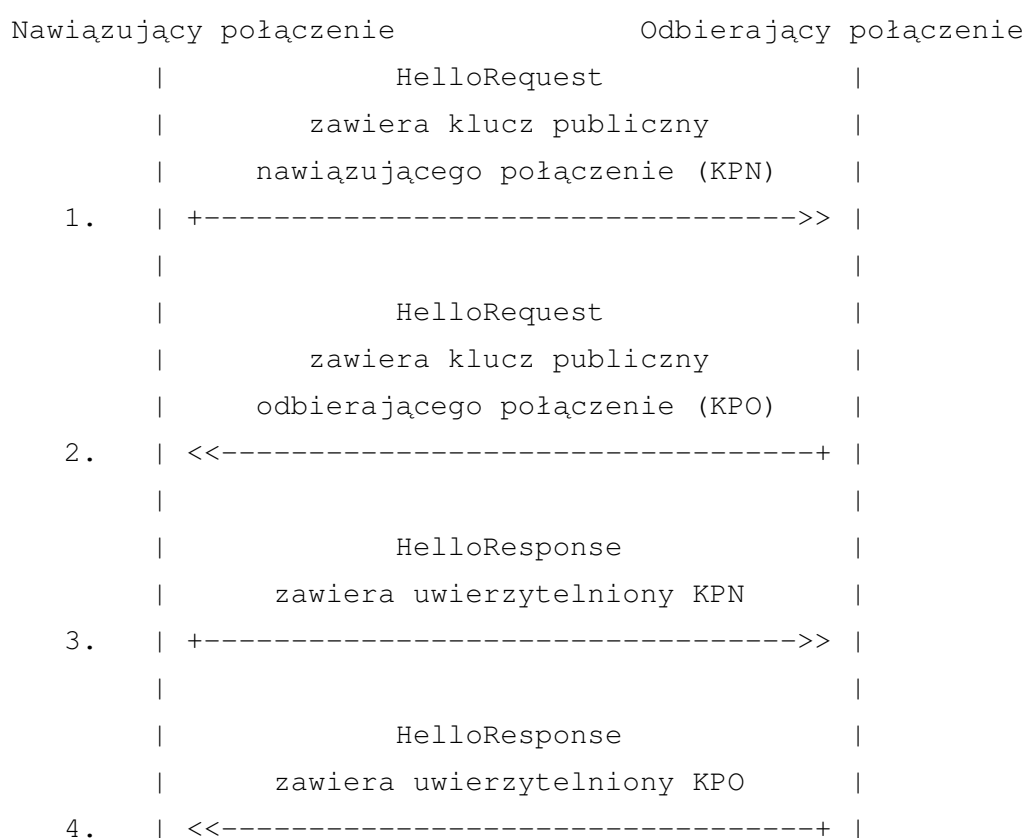 Nawiązujący połączenie                 Odbierający połączenie
          |                HelloRequest                 |
          |          zawiera klucz publiczny          |
          |      nawiązującego połączenie (KPN)    |
    1.    | +---------------------------------->> |
          |                                            |
          |                HelloRequest                 |
          |          zawiera klucz publiczny          |
          |      odbierającego połączenie (KPO)    |
    2.    | <<----------------------------------+ |
          |                                            |
          |                HelloResponse                |
          |        zawiera uwierzytelniony KPN       |
    3.    | +---------------------------------->> |
          |                                            |
          |                HelloResponse                |
          |        zawiera uwierzytelniony KPO       |
    4.    | <<----------------------------------+ |